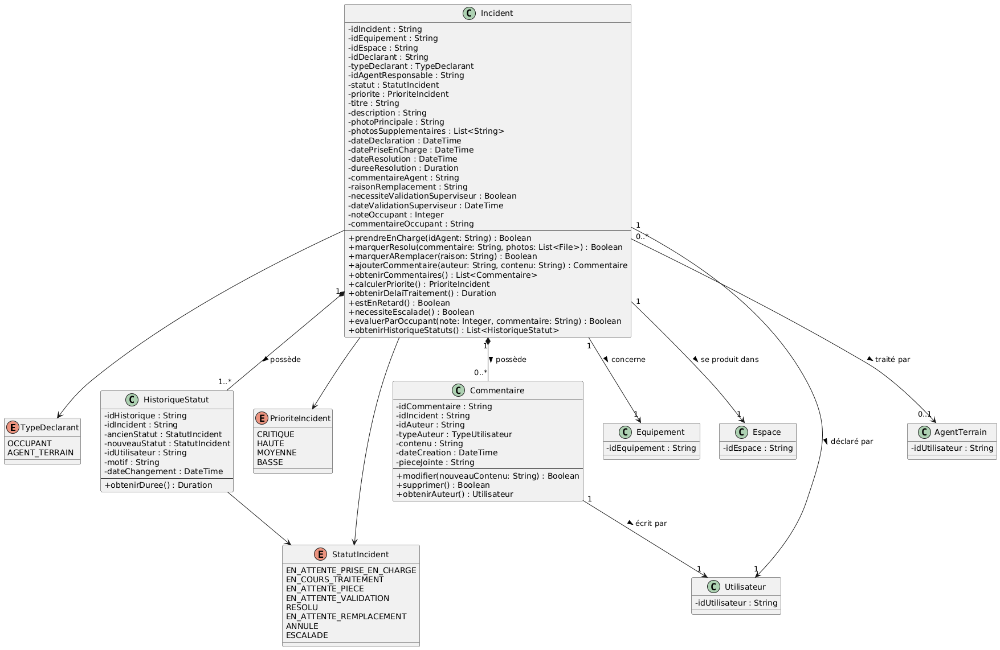 C Incident
-idIncident : String
-idEquipement : String
-idEspace : String
-idDeclarant : String
-typeDeclarant : TypeDeclarant
-idAgentResponsable : String
-statut : StatutIncident
-priorite : PrioriteIncident
-titre : String
-description : String
-photoPrincipale : String
-photosSupplementaires : List<String>
-dateDeclaration : DateTime
-datePriseEnCharge : DateTime
-dateResolution : DateTime
-dureeResolution : Duration
-commentaireAgent : String
-raisonRemplacement : String
-necessiteValidationSuperviseur : Boolean
-dateValidationSuperviseur : DateTime
-noteOccupant : Integer
-commentaireOccupant : String
+prendreEnCharge(idAgent: String) : Boolean
+marquerResolu(commentaire: String, photos: List<File>) : Boolean
+marquerARemplacer(raison: String) : Boolean
+ajouterCommentaire(auteur: String, contenu: String) : Commentaire
+obtenirCommentaires() : List<Commentaire>
+calculerPriorite() : PrioriteIncident
+obtenirDelaiTraitement() : Duration
+estEnRetard() : Boolean
+necessiteEscalade() : Boolean
+evaluerParOccupant(note: Integer, commentaire: String) : Boolean
+obtenirHistoriqueStatuts() : List<HistoriqueStatut>
1
0..*
1
1
1
1
possède
possède
concerne
se produit dans
traité par
1..*
0..*
1
1
0..1
E TypeDeclarant
OCCUPANT
AGENT_TERRAIN
C HistoriqueStatut
-idHistorique : String
-idIncident : String
-ancienStatut : StatutIncident
-nouveauStatut : StatutIncident
-idUtilisateur : String
-motif : String
-dateChangement : DateTime
+obtenirDuree() : Duration
E PrioriteIncident
CRITIQUE
HAUTE
MOYENNE
BASSE
C Commentaire
-idCommentaire : String
-idIncident : String
-idAuteur : String
-typeAuteur : TypeUtilisateur
-contenu : String
-dateCreation : DateTime
-pieceJointe : String
+modifier(nouveauContenu: String) : Boolean
+supprimer() : Boolean
+obtenirAuteur() : Utilisateur
C Equipement
-idEquipement : String
C Espace
-idEspace : String
déclaré par
C AgentTerrain
-idUtilisateur : String
1
écrit par
1
1
E StatutIncident
EN_ATTENTE_PRISE_EN_CHARGE
EN_COURS_TRAITEMENT
EN_ATTENTE_PIECE
EN_ATTENTE_VALIDATION
RESOLU
EN_ATTENTE_REMPLACEMENT
ANNULE
ESCALADE
C Utilisateur
-idUtilisateur : String